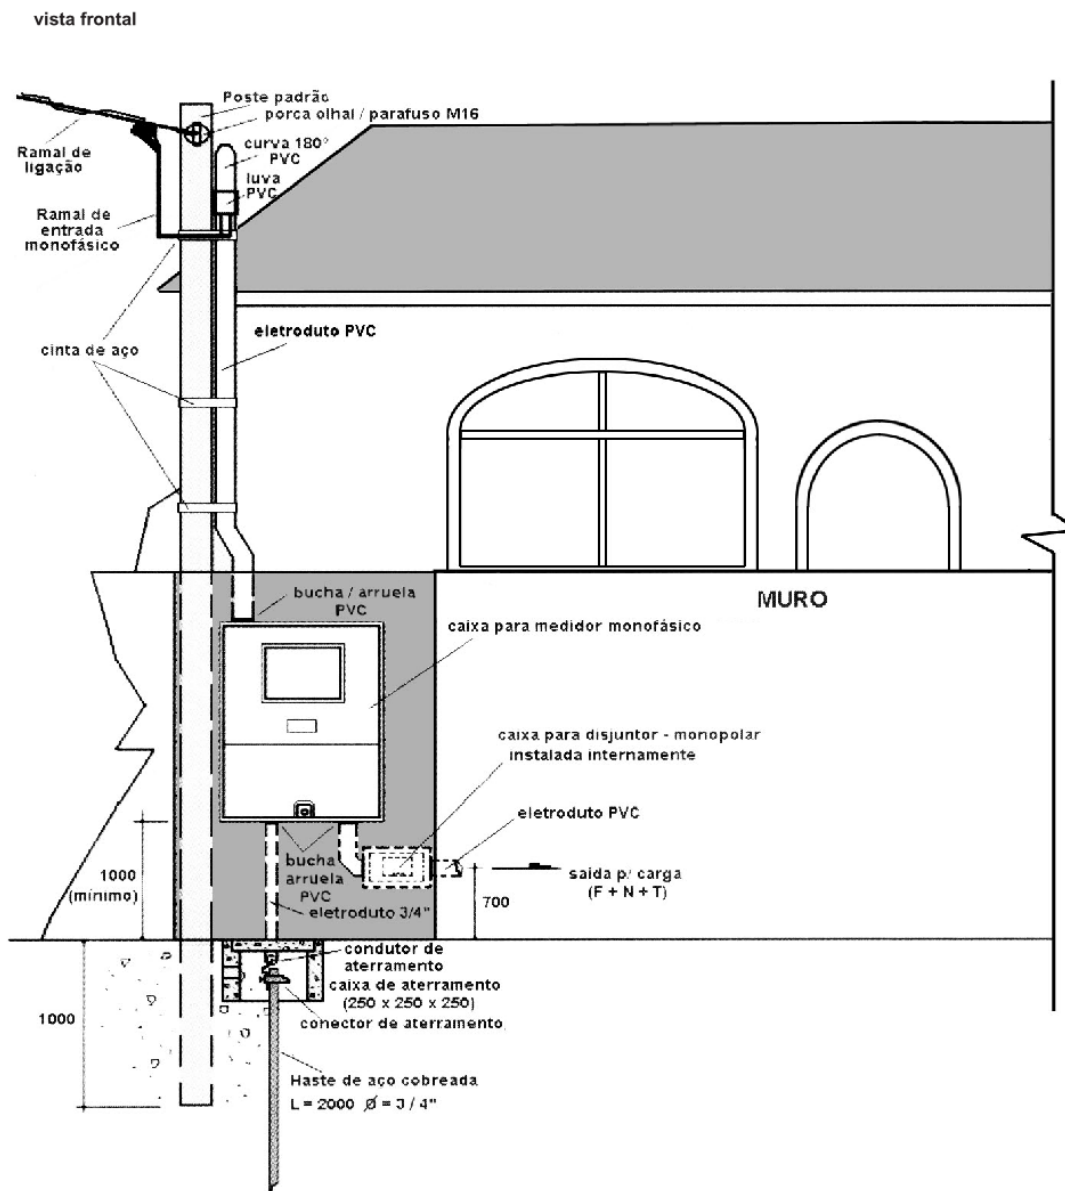 vista frontal
Poste padrão
porca olhal / parafuso M16
curva 180°
PVC
luva
PVC
Ramal de
ligação
Ramal de
entrada
monofásico
eletroduto PVC
cinta de aço
MURO
bucha / arruela
PVC
caixa para medidor monofásico
caixa para disjuntor - monopolar
instalada internamente
eletroduto PVC
1000
(mínimo)
bucha
arruela
PVC
eletroduto 3/4"
saida p/ carga
(F + N + T)
700
condutor de
aterramento
caixa de aterramento
(250 x 250 x 250)
conector de aterramento
1000
Haste de aço cobreada
L = 2000 Ø = 3 / 4"